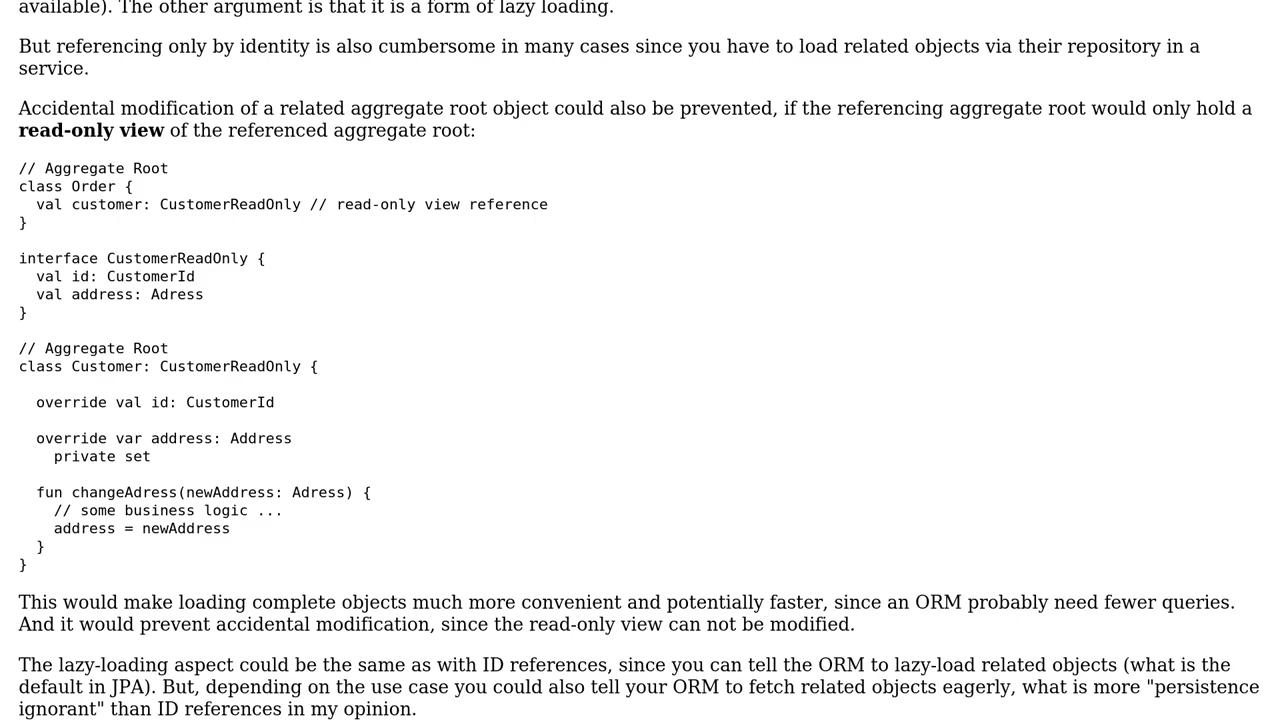 available). The other argument is that it is a form of lazy loading.
But referencing only by identity is also cumbersome in many cases since you have to load related objects via their repository in a
service.
Accidental modification of a related aggregate root object could also be prevented, if the referencing aggregate root would only hold a
read-only view of the referenced aggregate root:
// Aggregate Root
class Order {
  val customer: CustomerReadOnly // read-only view reference
}
interface CustomerReadOnly {
  val id: CustomerId
  val address: Adress
}
// Aggregate Root
class Customer: CustomerReadOnly {
  override val id: CustomerId
  override var address: Address
    private set
  fun changeAdress(newAddress: Adress) {
    // some business logic ...
    address = newAddress
  }
}
This would make loading complete objects much more convenient and potentially faster, since an ORM probably need fewer queries.
And it would prevent accidental modification, since the read-only view can not be modified.
The lazy-loading aspect could be the same as with ID references, since you can tell the ORM to lazy-load related objects (what is the
default in JPA). But, depending on the use case you could also tell your ORM to fetch related objects eagerly, what is more "persistence
ignorant" than ID references in my opinion.